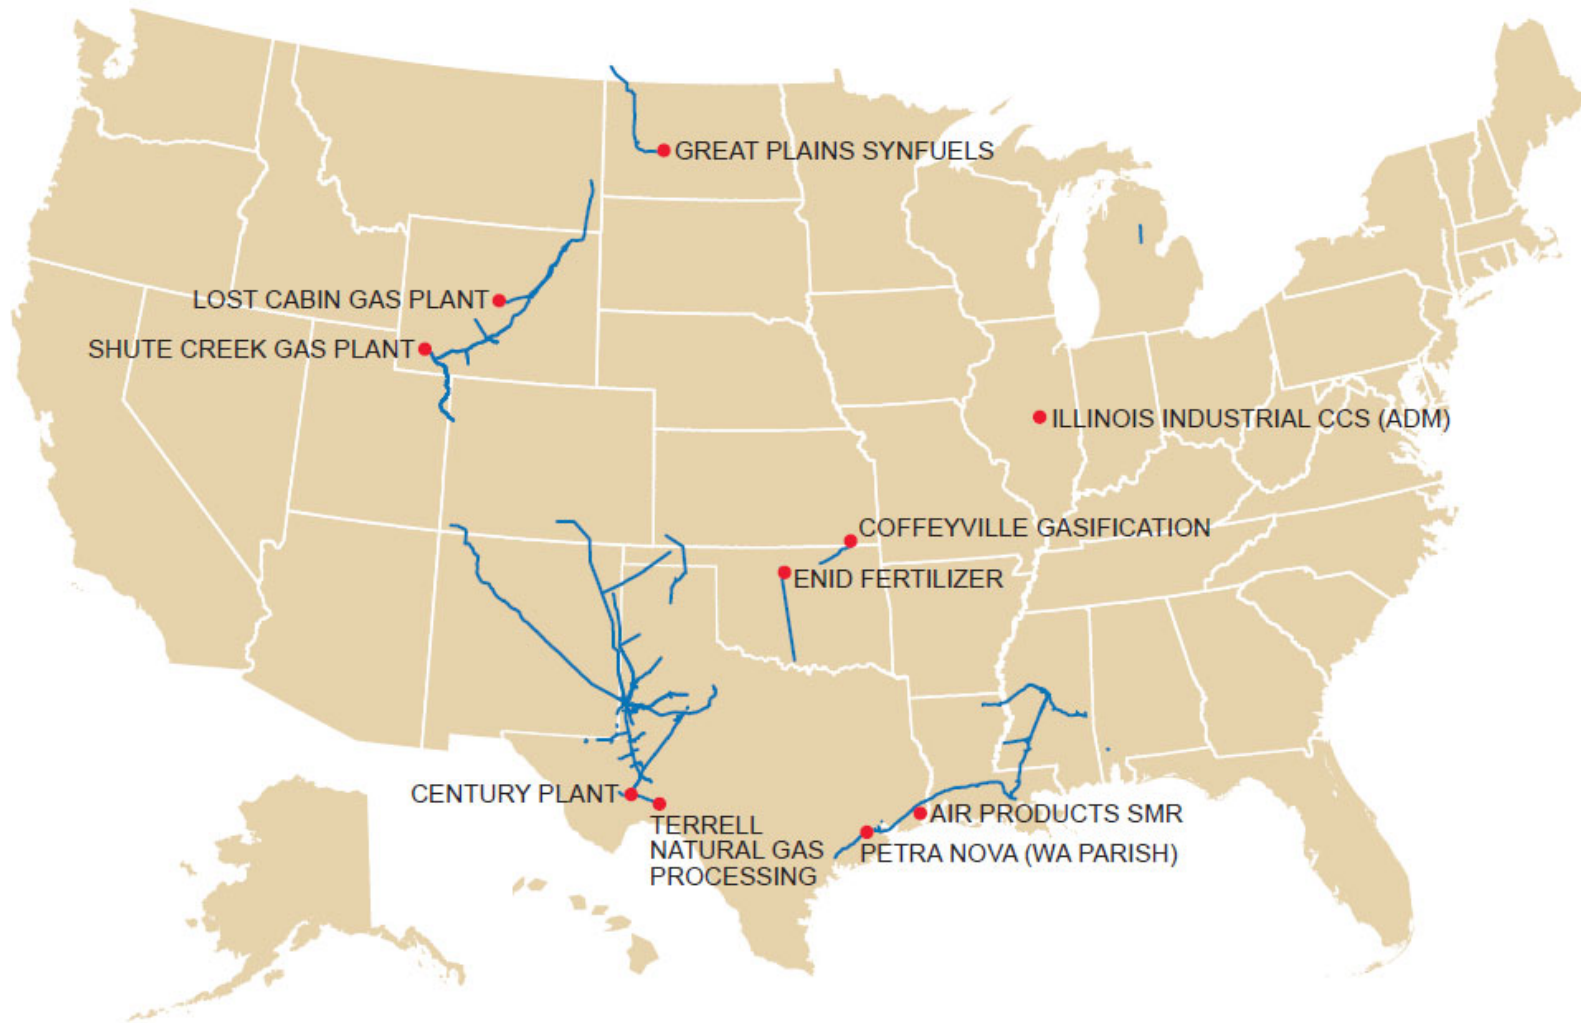 GREAT PLAINS SYNFUELS
LOST CABIN GAS PLANT
SHUTE CREEK GAS PLANT
ILLINOIS INDUSTRIAL CCS (ADM)
COFFEYVILLE GASIFICATION
ENID FERTILIZER
CENTURY PLANT
TERRELL
NATURAL GAS
PROCESSING
AIR PRODUCTS SMR
PETRA NOVA (WA PARISH)